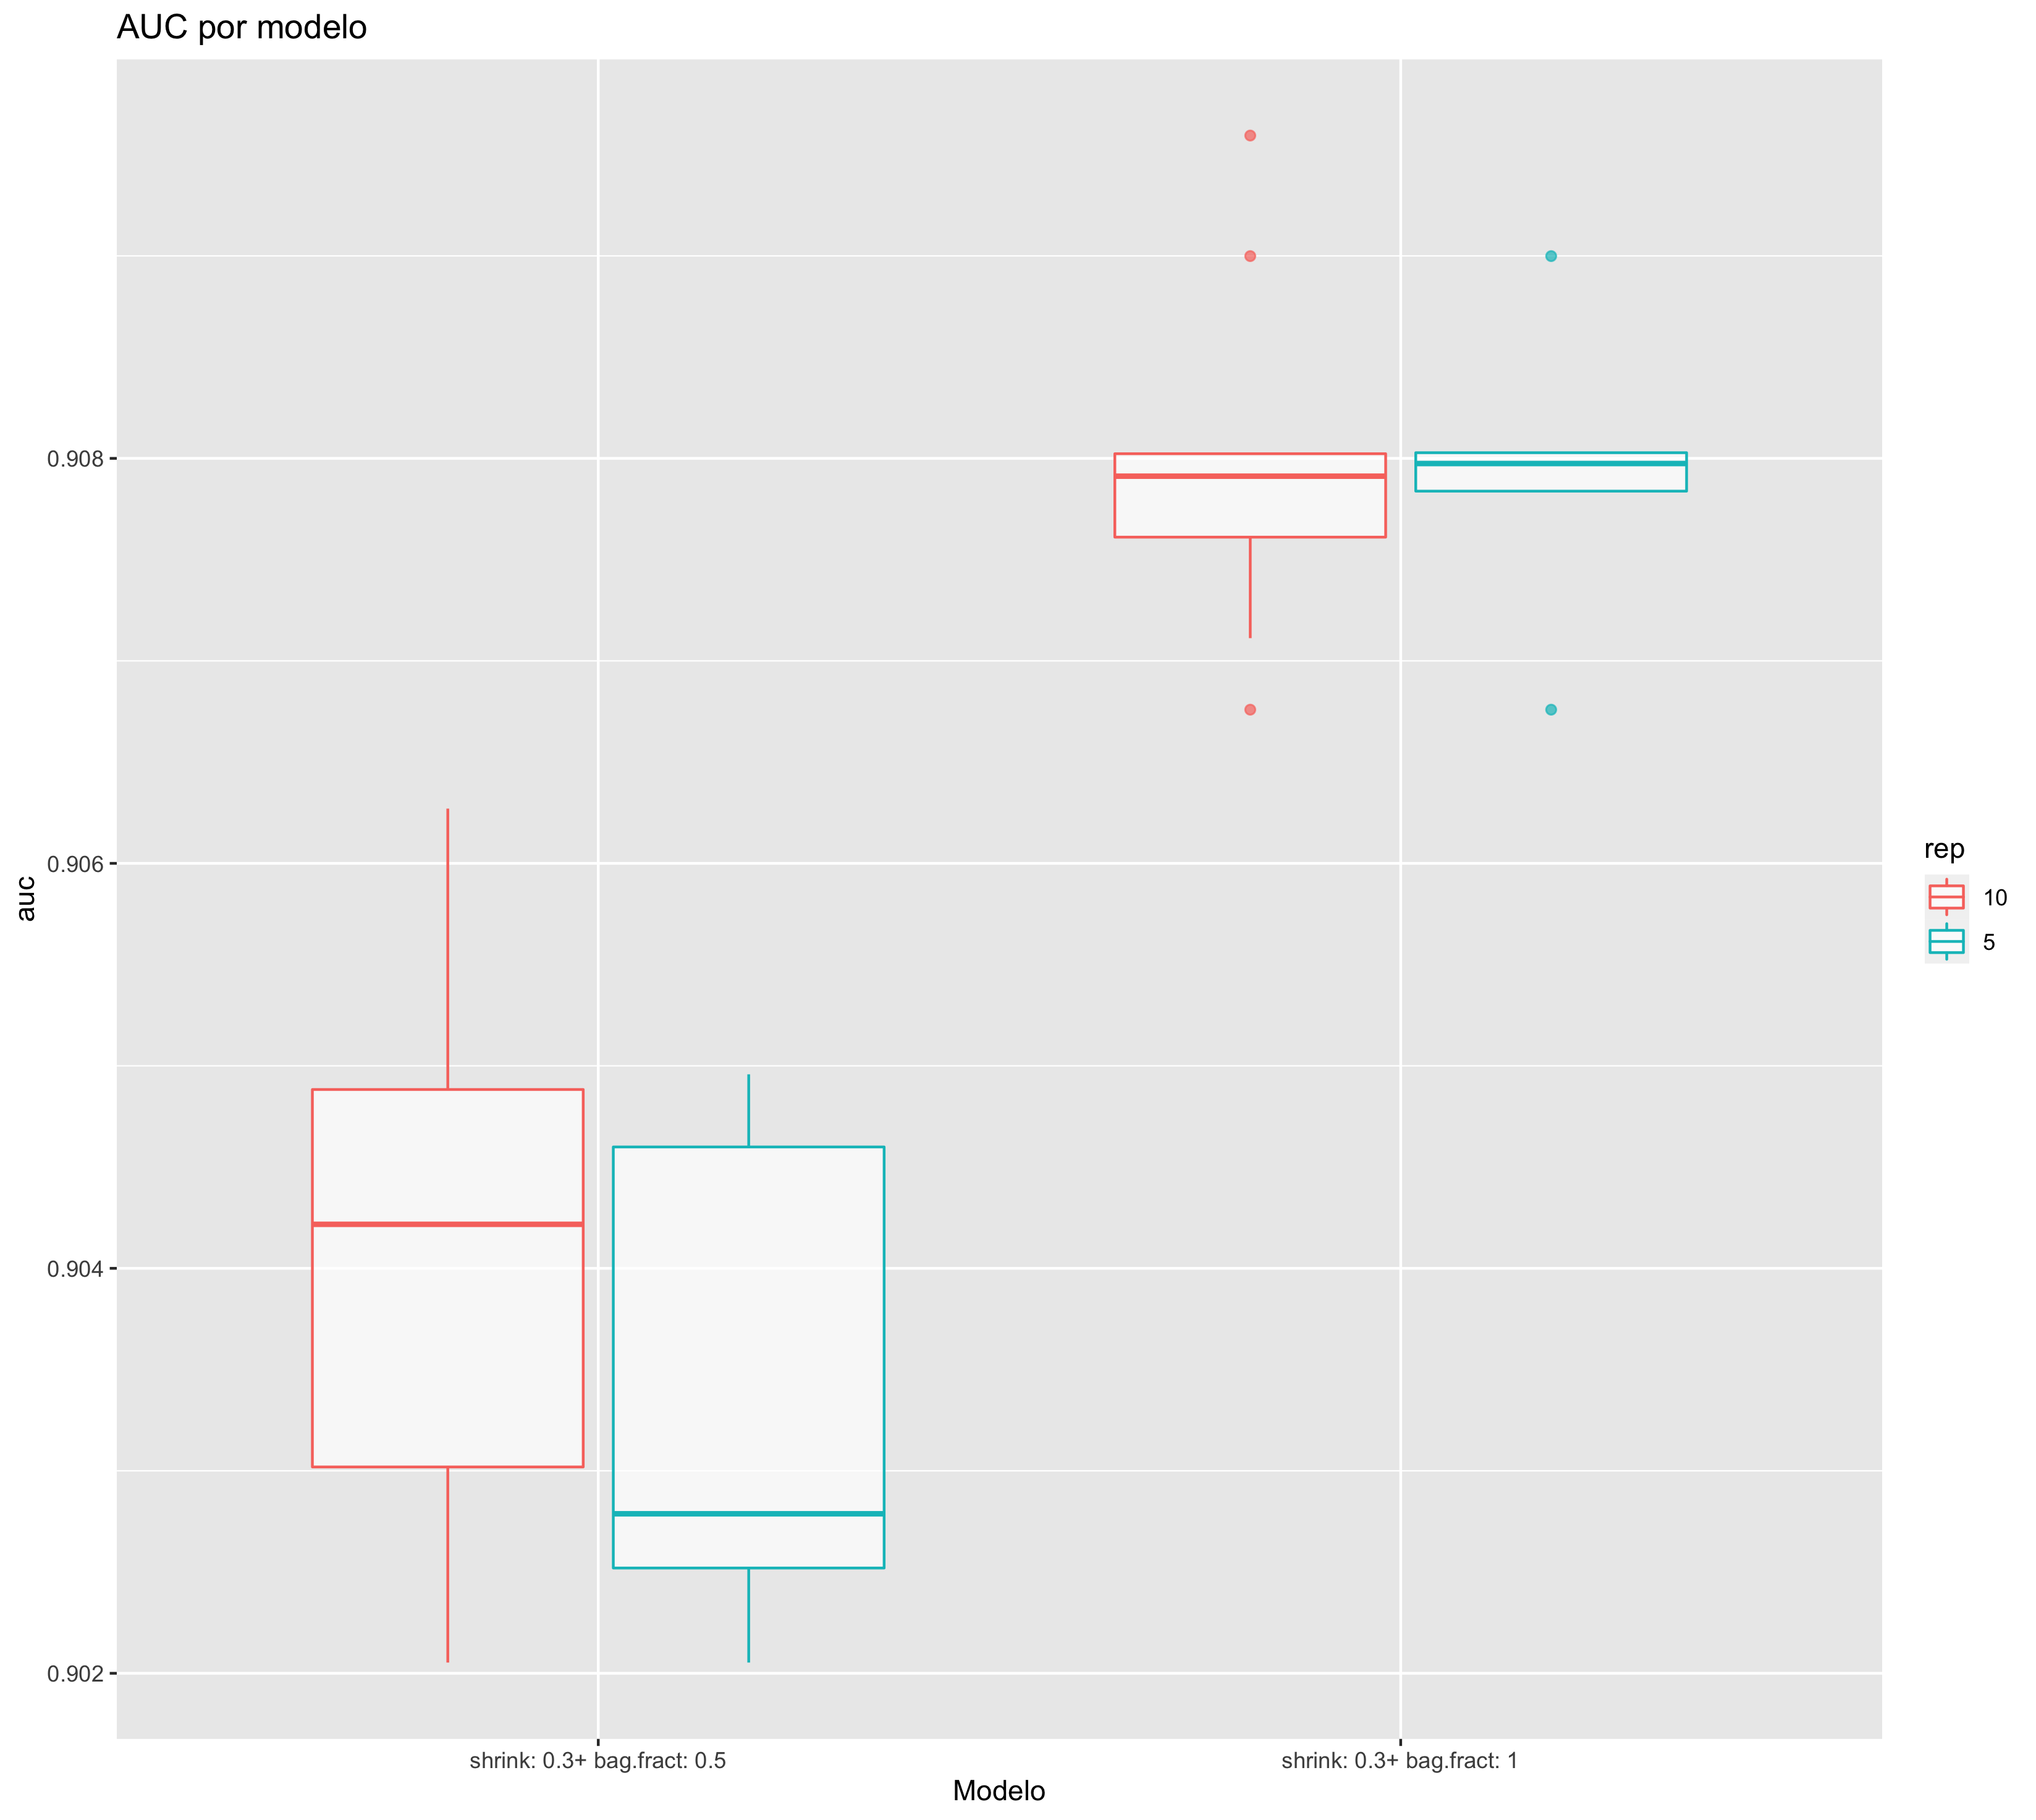 AUC por modelo
auc
0.908
0.906
0.904
0.902
shrink: 0.3+ bag.fract: 0.5
shrink: 0.3+ bag.fract: 1
Modelo
rep
10
5